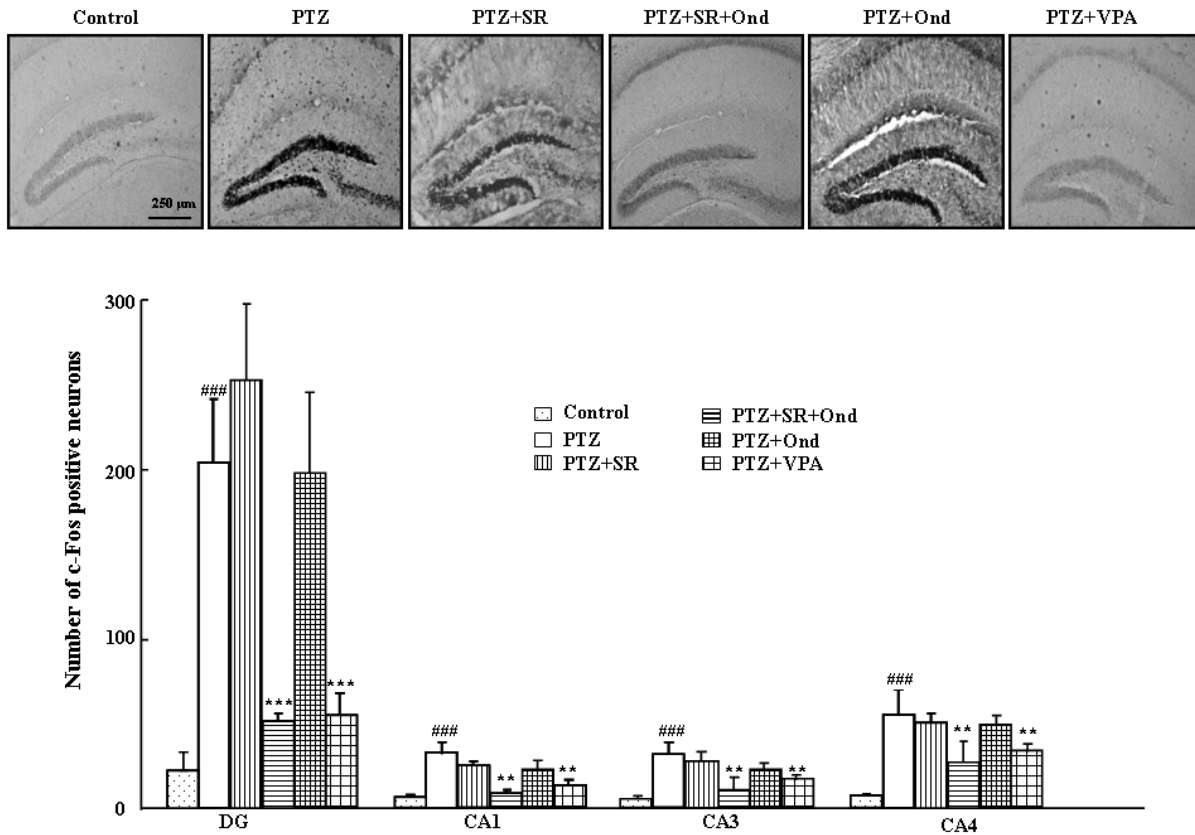 Control PTZ PTZ+SR PTZ+SR+Ond PTZ+Ond PTZ+VPA
250 µm
Number of c-Fos positive neurons
300
200
100
0
###
***
***
###
**
**
###
**
**
###
**
**
Control
PTZ
PTZ+SR
PTZ+SR+Ond
PTZ+Ond
PTZ+VPA
DG CA1 CA3 CA4